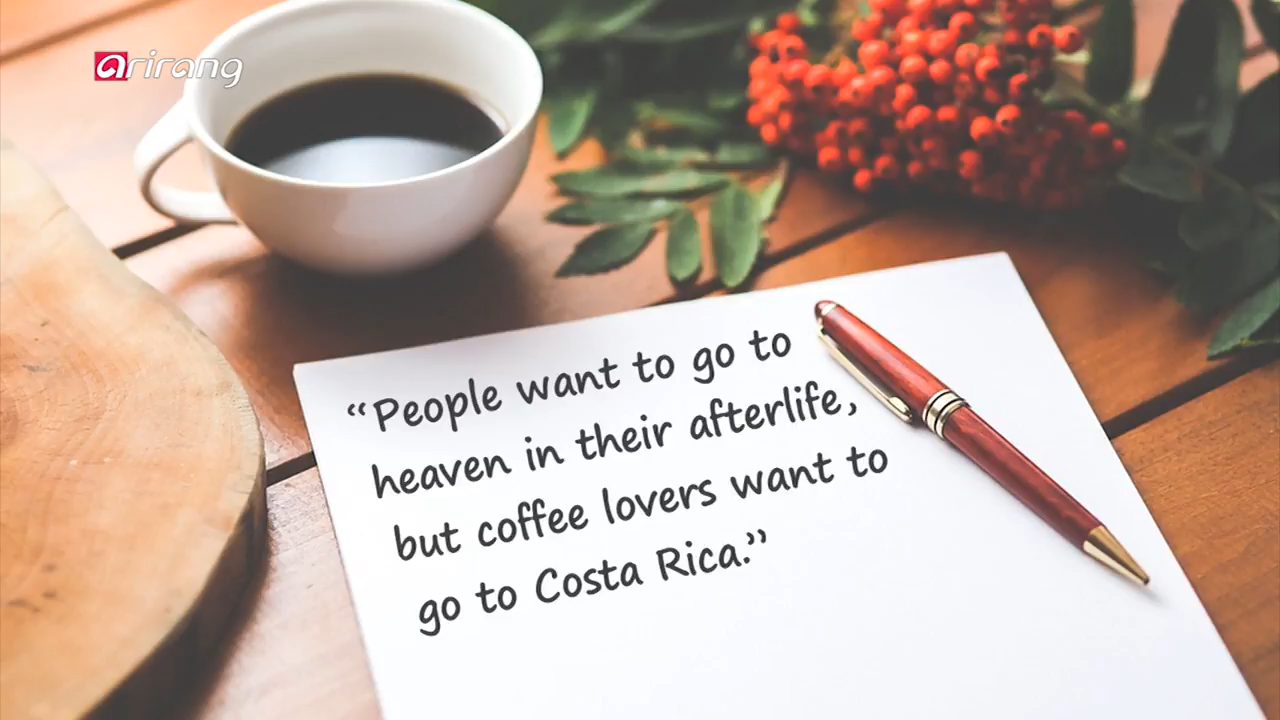 arirang
“People want to go to
heaven in their afterlife,
but coffee lovers want to
go to Costa Rica.”